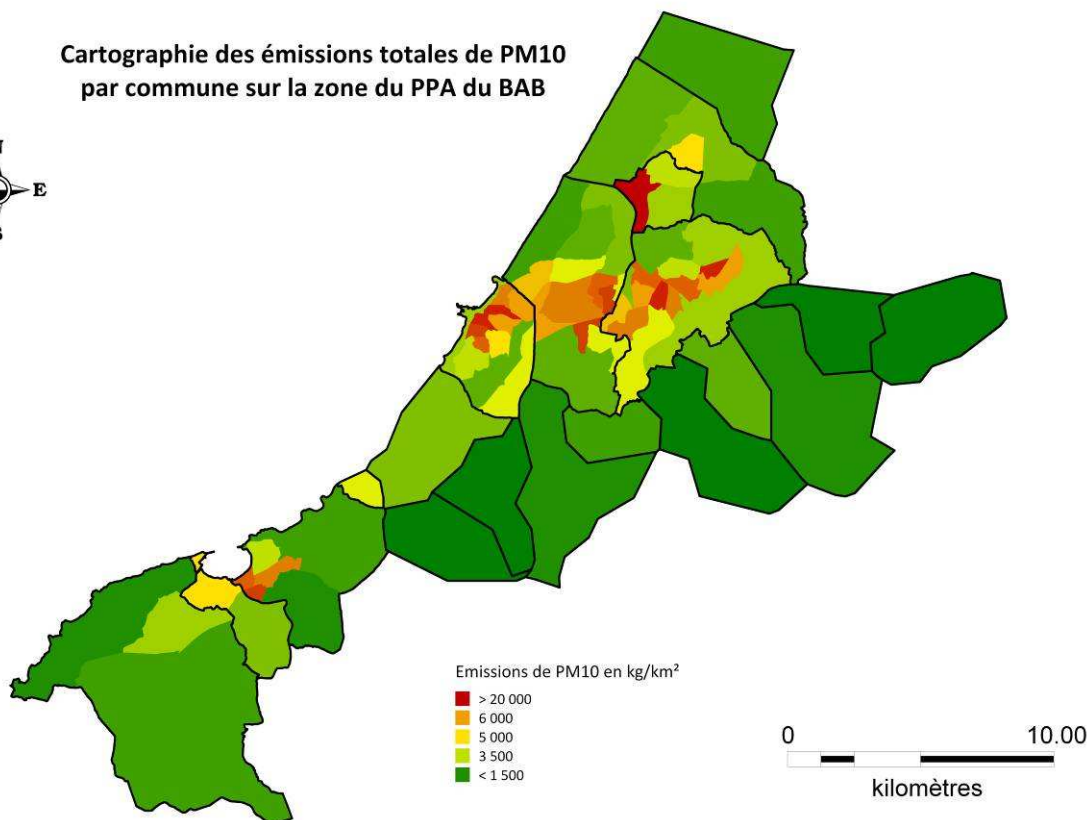 Cartographie des émissions totales de PM10
par commune sur la zone du PPA du BAB
E
Emissions de PM10 en kg/km²
> 20 000
6 000
5 000
3 500
< 1 500
0 10.00
kilomètres